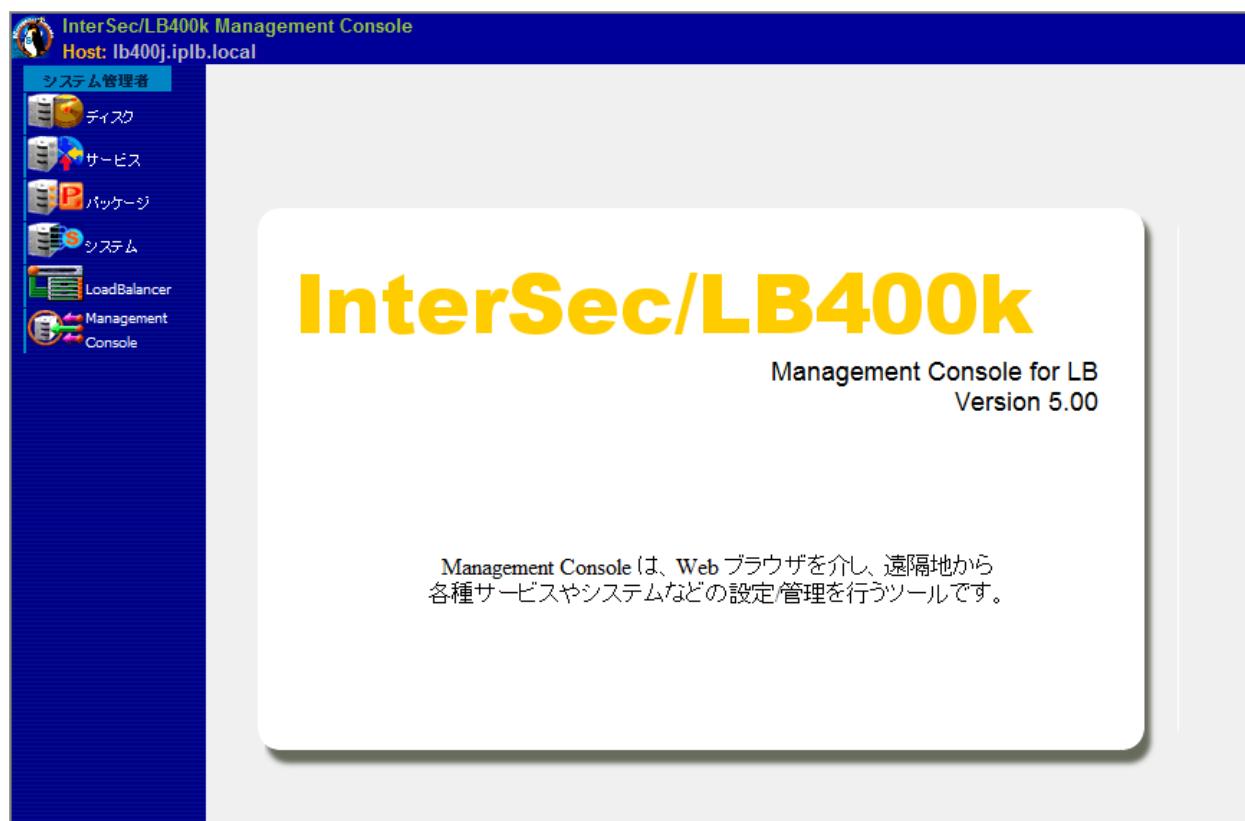 InterSec/LB400k Management Console
Host: lb400j.iplb.local
システム管理者
ディスク
サービス
パッケージ
システム
LoadBalancer
Management
Console
InterSec/LB400k
Management Console for LB
Version 5.00
Management Console は、Web ブラウザを介し、遠隔地から
各種サービスやシステムなどの設定/管理を行うツールです。